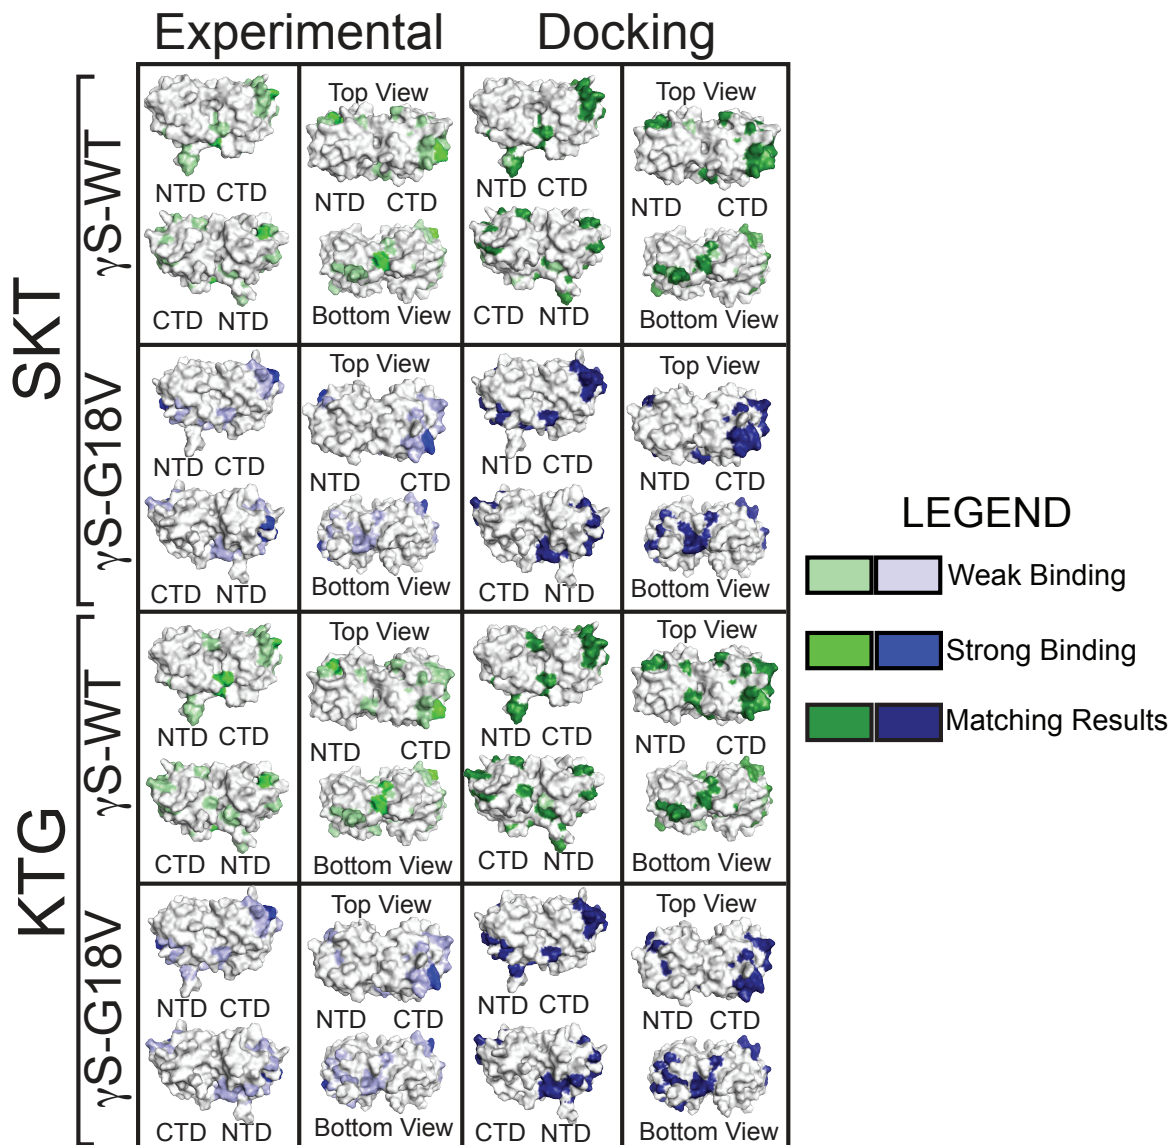 Experimental Docking
SKT
γS-WT
Top View Top View
NTD CTD NTD CTD NTD CTD NTD CTD
CTD NTD Bottom View CTD NTD Bottom View
γS-G18V
Top View Top View
NTD CTD NTD CTD NTD CTD NTD CTD
CTD NTD Bottom View CTD NTD Bottom View
KTG
γS-WT
Top View Top View
NTD CTD NTD CTD NTD CTD NTD CTD
CTD NTD Bottom View CTD NTD Bottom View
γS-G18V
Top View Top View
NTD CTD NTD CTD NTD CTD NTD CTD
CTD NTD Bottom View CTD NTD Bottom View
LEGEND
Weak Binding
Strong Binding
Matching Results